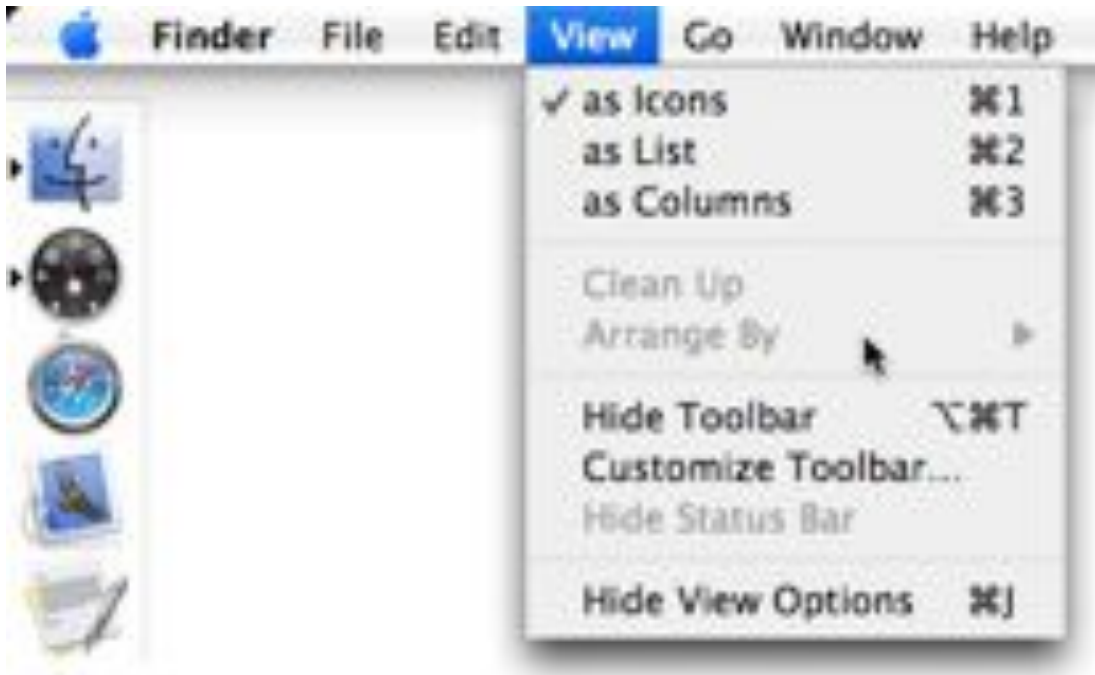 Finder File Edit View Go Window Help
✓ as Icons ⌘1
as List ⌘2
as Columns ⌘3
Clean Up
Arrange By ▶
Hide Toolbar ⌥⌘T
Customize Toolbar...
Hide Status Bar
Hide View Options ⌘J